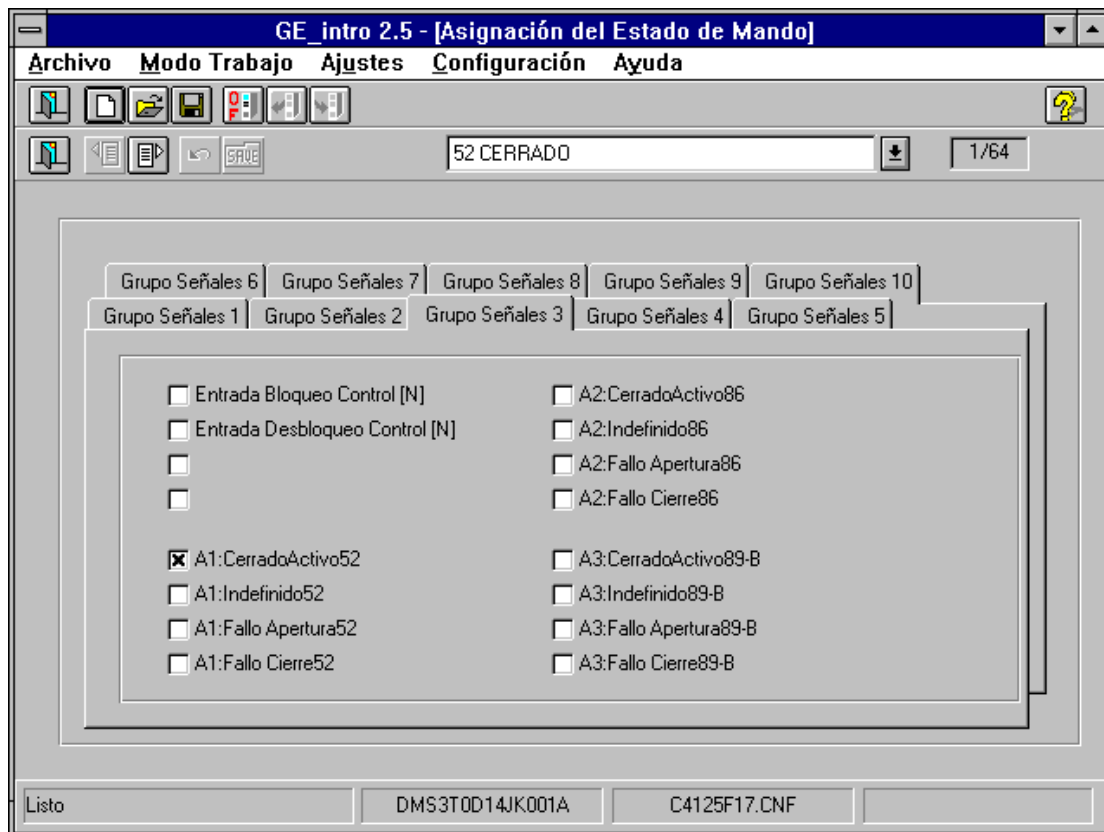 GE_intro 2.5 - [Asignación del Estado de Mando]
Archivo Modo Trabajo Ajustes Configuración Ayuda
OF
SAVE 52 CERRADO 1/64
Grupo Señales 6 Grupo Señales 7 Grupo Señales 8 Grupo Señales 9 Grupo Señales 10
Grupo Señales 1 Grupo Señales 2 Grupo Señales 3 Grupo Señales 4 Grupo Señales 5
Entrada Bloqueo Control [N] A2:CerradoActivo86
Entrada Desbloqueo Control [N] A2:Indefinido86
A2:Fallo Apertura86
A2:Fallo Cierre86
A1:CerradoActivo52 A3:CerradoActivo89-B
A1:Indefinido52 A3:Indefinido89-B
A1:Fallo Apertura52 A3:Fallo Apertura89-B
A1:Fallo Cierre52 A3:Fallo Cierre89-B
Listo DMS3T0D14JK001A C4125F17.CNF